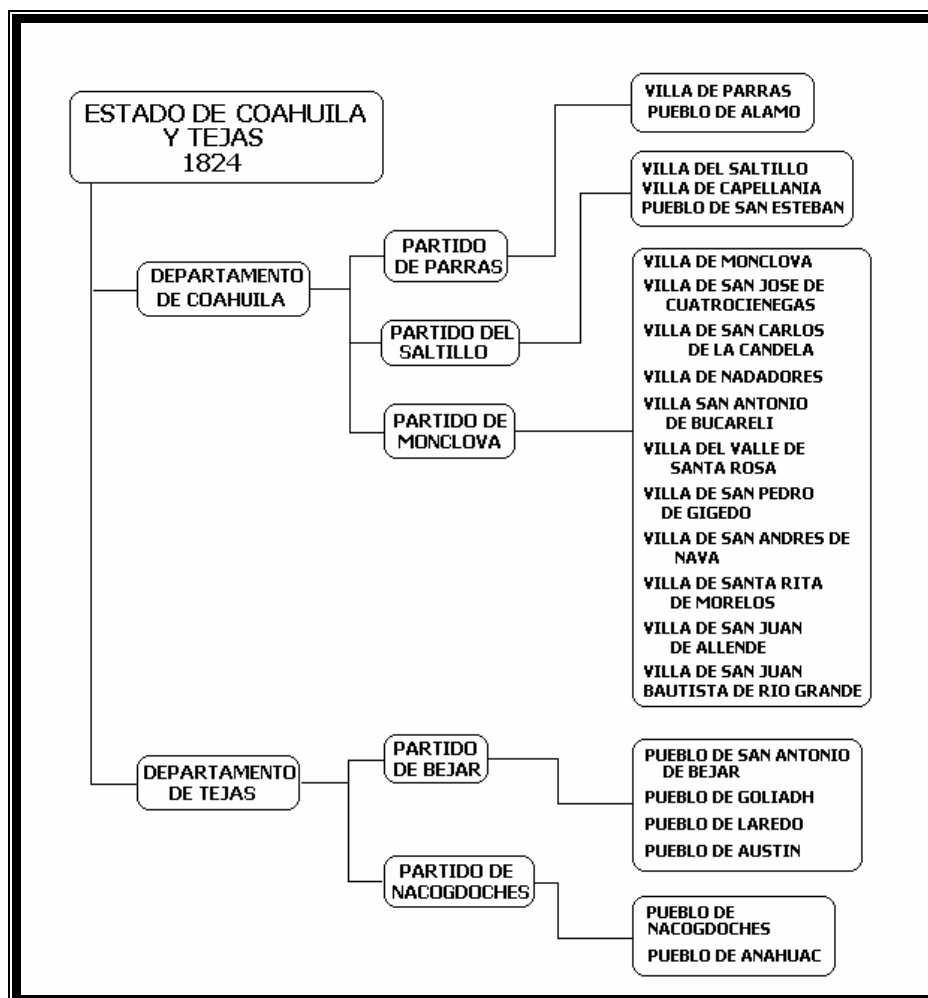 ESTADO DE COAHUILA
Y TEJAS
1824
DEPARTAMENTO
DE COAHUILA
PARTIDO
DE PARRAS
VILLA DE PARRAS
PUEBLO DE ALAMO
PARTIDO DEL
SALTILLO
VILLA DEL SALTILLO
VILLA DE CAPELLANIA
PUEBLO DE SAN ESTEBAN
PARTIDO DE
MONCLOVA
VILLA DE MONCLOVA
VILLA DE SAN JOSE DE
CUATROCIENEGAS
VILLA DE SAN CARLOS
DE LA CANDELA
VILLA DE NADADORES
VILLA SAN ANTONIO
DE BUCARELI
VILLA DEL VALLE DE
SANTA ROSA
VILLA DE SAN PEDRO
DE GIGEDO
VILLA DE SAN ANDRES DE
NAVA
VILLA DE SANTA RITA
DE MORELOS
VILLA DE SAN JUAN
DE ALLENDE
VILLA DE SAN JUAN
BAUTISTA DE RIO GRANDE
DEPARTAMENTO
DE TEJAS
PARTIDO
DE BEJAR
PUEBLO DE SAN ANTONIO
DE BEJAR
PUEBLO DE GOLIADH
PUEBLO DE LAREDO
PUEBLO DE AUSTIN
PARTIDO DE
NACOGDOCHES
PUEBLO DE
NACOGDOCHES
PUEBLO DE ANAHUAC